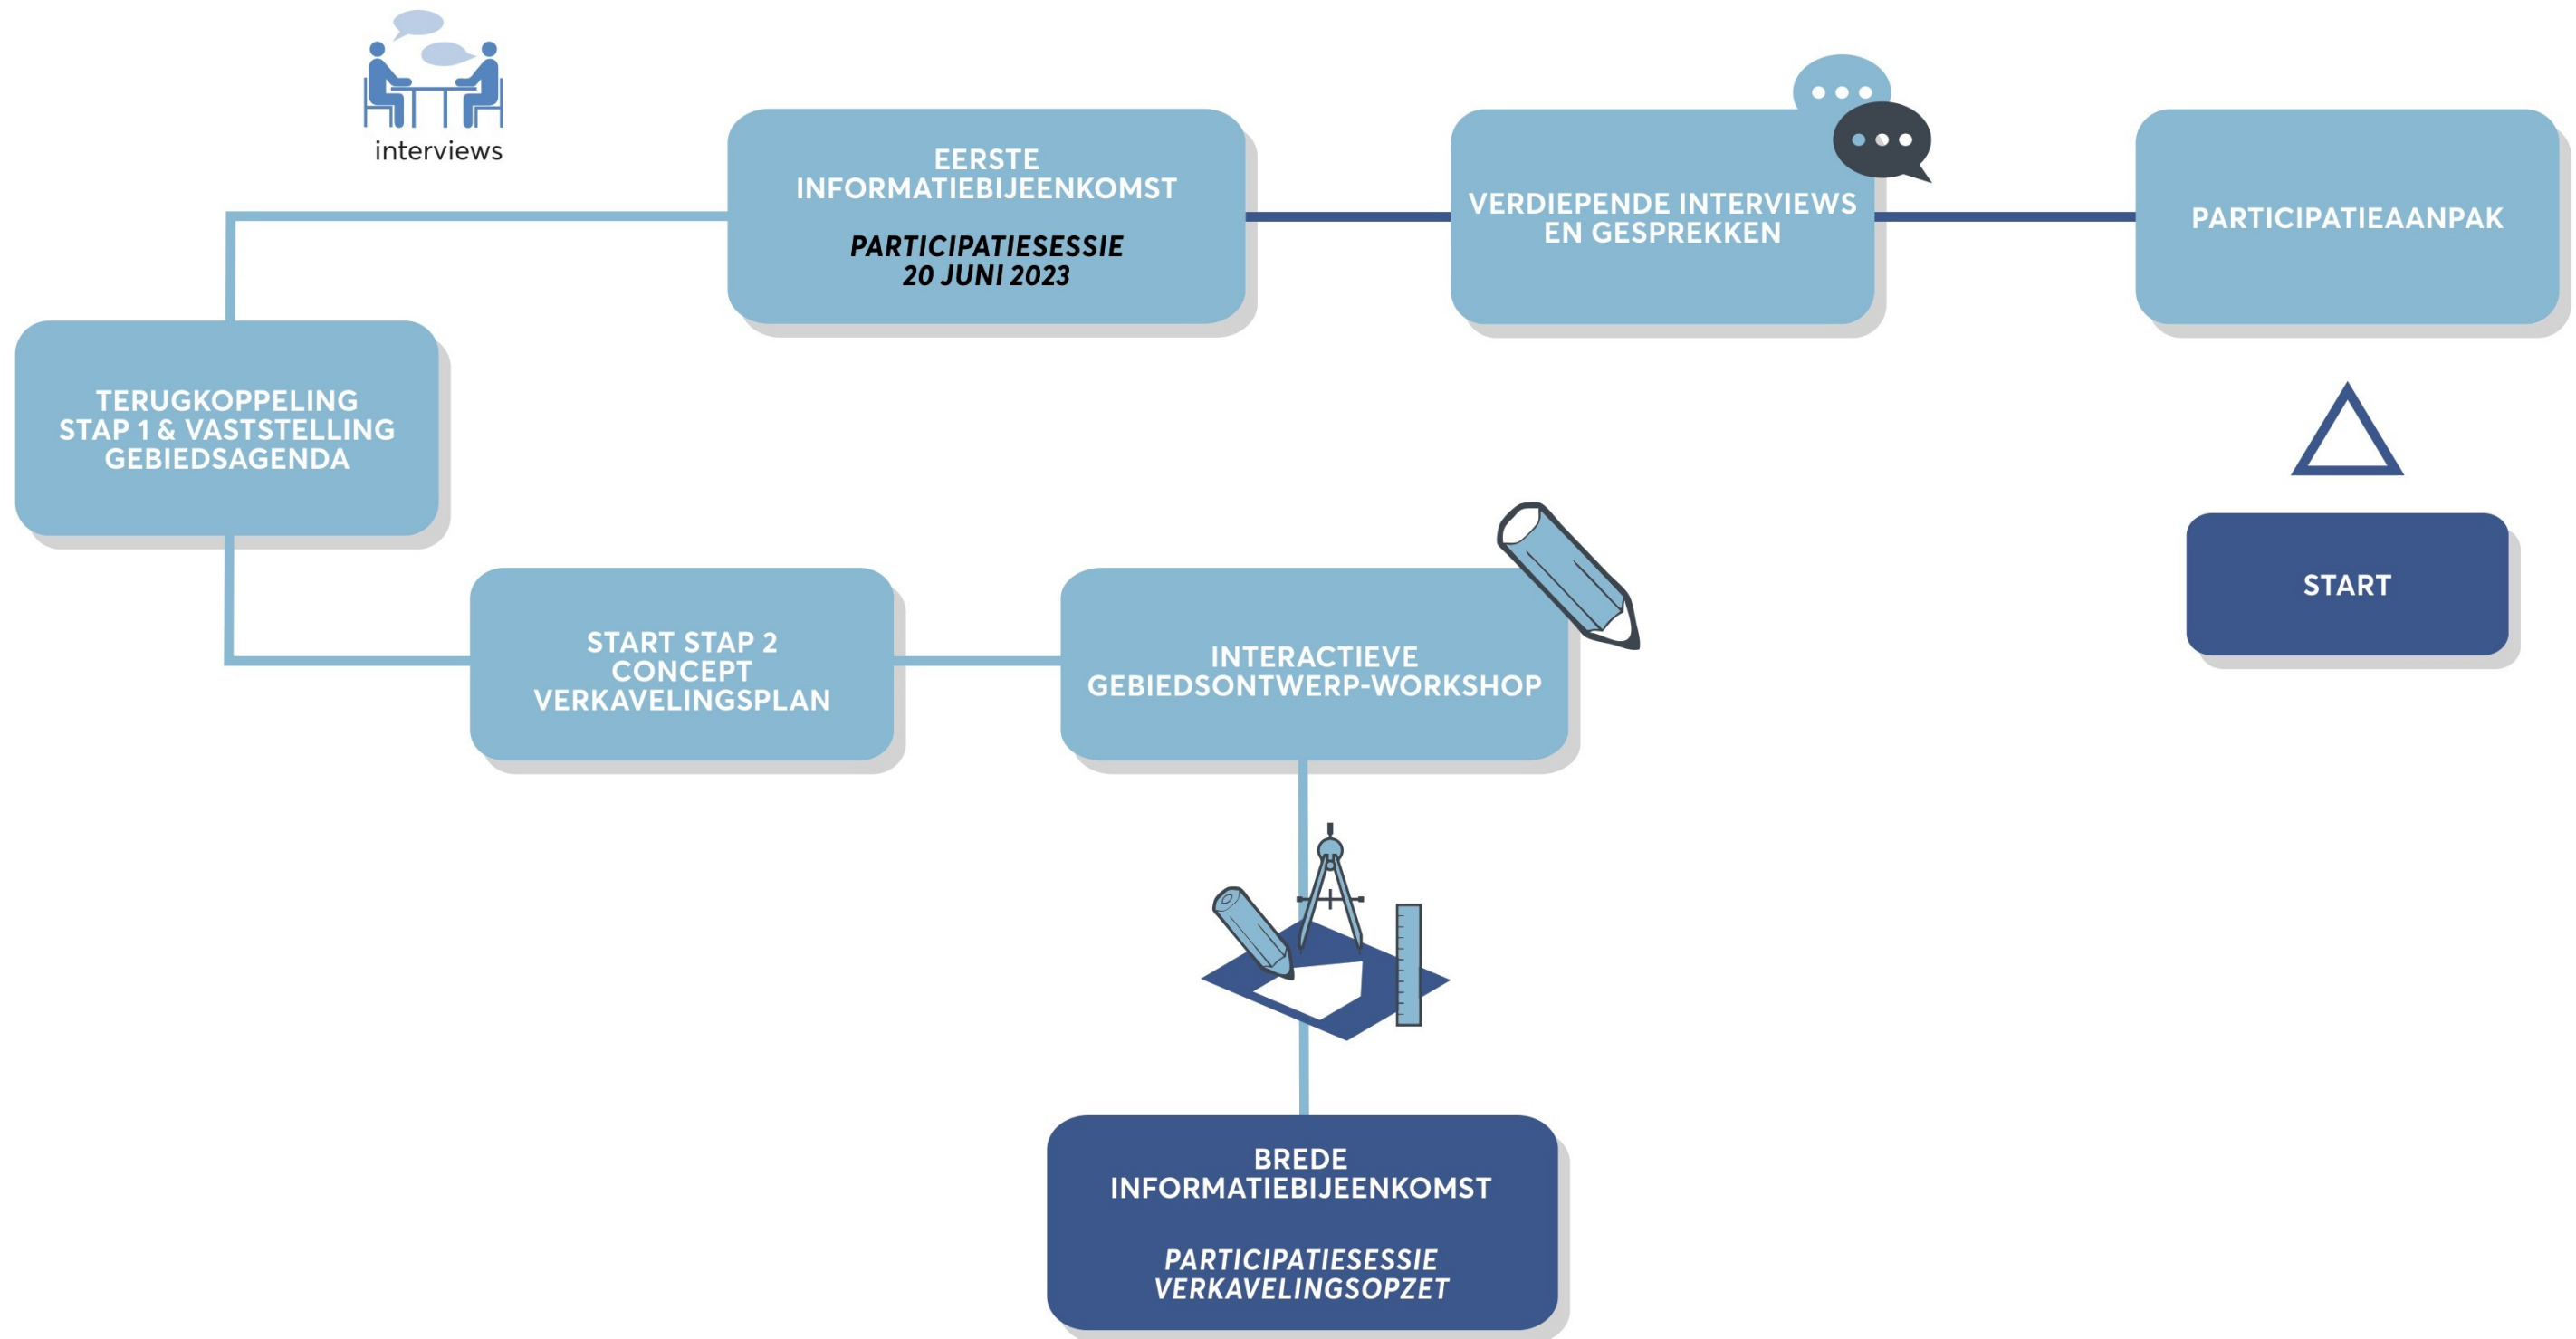 interviews
EERSTE
INFORMATIEBIJEENKOMST
PARTICIPATIESESSIE
20 JUNI 2023
VERDIEPENDE INTERVIEWS
EN GESPREKKEN
PARTICIPATIEAANPAK
TERUGKOPPELING
STAP 1 & VASTSTELLING
GEBIEDSAGENDA
START
START STAP 2
CONCEPT
VERKAVELINGSPLAN
INTERACTIEVE
GEBIEDSONTWERP-WORKSHOP
BREDE
INFORMATIEBIJEENKOMST
PARTICIPATIESESSIE
VERKAVELINGSOPZET